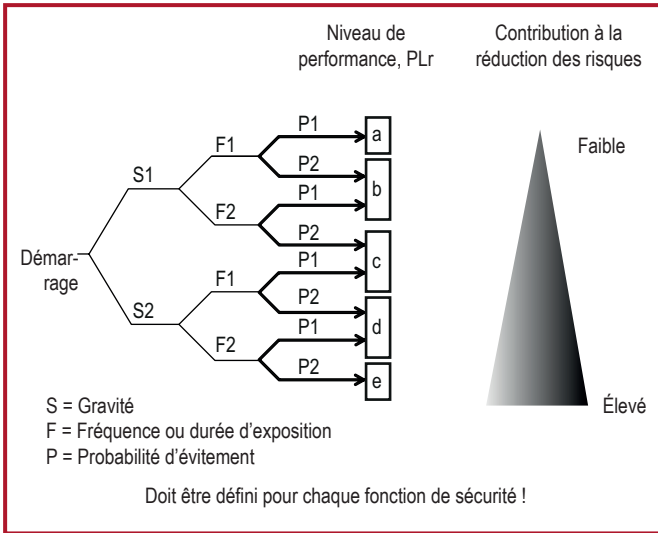 Niveau de
performance, PLr
Contribution à la
réduction des risques
P1
a
F1
P2
S1
b
P1
F2
P2
Démar-
rage
c
P1
F1
P2
S2
d
P1
F2
P2
e
Faible
Élevé
S = Gravité
F = Fréquence ou durée d'exposition
P = Probabilité d'évitement
Doit être défini pour chaque fonction de sécurité !